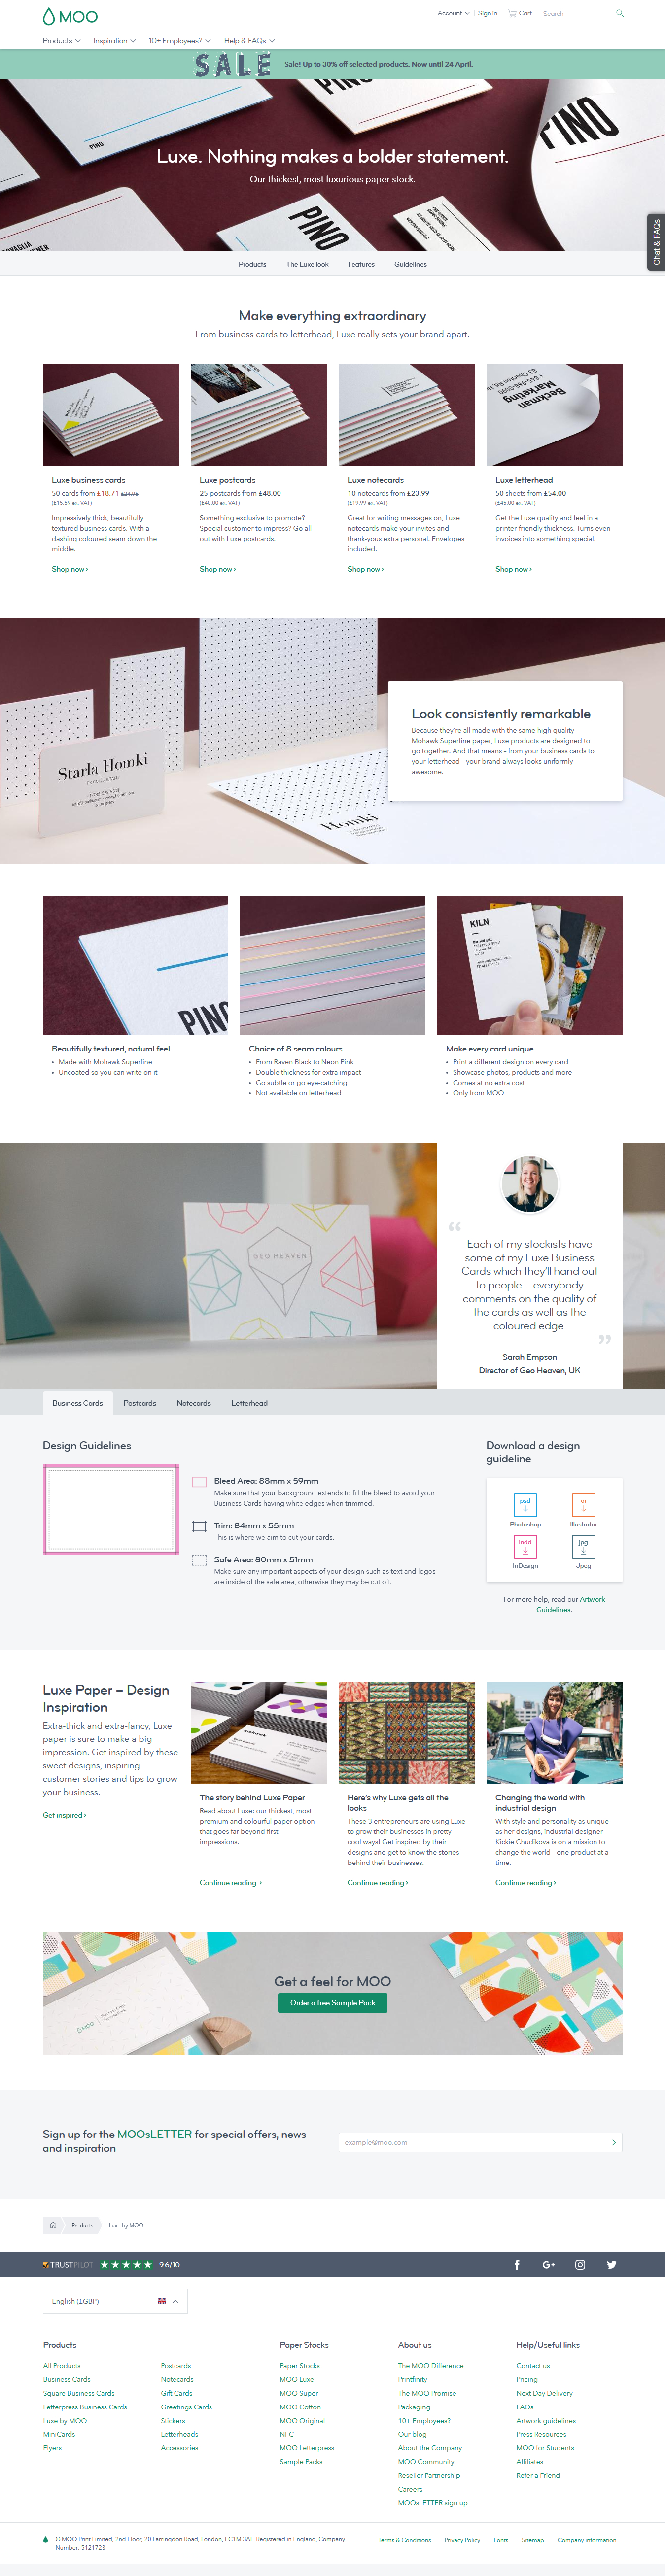 MOO
Account
Sign in
Cart
Search
Products
Inspiration
10+ Employees?
Help & FAQs
SALE
Sale! Up to 30% off selected products. Now until 24 April.
PINO
PINO
PINO
PINO
Luxe. Nothing makes a bolder statement.
Our thickest, most luxurious paper stock.
Chat & FAQs
Products
The Luxe look
Features
Guidelines
Make everything extraordinary
From business cards to letterhead, Luxe really sets your brand apart.
Beckman
Marketing
Luxe business cards
50 cards from £18.71 £24.95
(£15.59 ex. VAT)
Impressively thick, beautifully
textured business cards. With a
dashing coloured seam down the
middle.
Shop now ›
Luxe postcards
25 postcards from £48.00
(£40.00 ex. VAT)
Something exclusive to promote?
Special customer to impress? Go all
out with Luxe postcards.
Shop now ›
Luxe notecards
10 notecards from £23.99
(£19.99 ex. VAT)
Great for writing messages on, Luxe
notecards make your invites and
thank-yous extra personal. Envelopes
included.
Shop now ›
Luxe letterhead
50 sheets from £54.00
(£45.00 ex. VAT)
Get the Luxe quality and feel in a
printer-friendly thickness. Turns even
invoices into something special.
Shop now ›
Starla Homki
PR CONSULTANT
Los Angeles
Homki
Look consistently remarkable
Because they're all made with the same high quality
Mohawk Superfine paper, Luxe products are designed to
go together. And that means – from your business cards to
your letterhead – your brand always looks uniformly
awesome.
PINO
KILN
Bar and grill
Beautifully textured, natural feel
• Made with Mohawk Superfine
• Uncoated so you can write on it
Choice of 8 seam colours
• From Raven Black to Neon Pink
• Double thickness for extra impact
• Go subtle or go eye-catching
• Not available on letterhead
Make every card unique
• Print a different design on every card
• Showcase photos, products and more
• Comes at no extra cost
• Only from MOO
GEO HEAVEN
“
Each of my stockists have
some of my Luxe Business
Cards which they'll hand out
to people – everybody
comments on the quality of
the cards as well as the
coloured edge.
”
Sarah Empson
Director of Geo Heaven, UK
Business Cards
Postcards
Notecards
Letterhead
Design Guidelines
Bleed Area: 88mm x 59mm
Make sure that your background extends to fill the bleed to avoid your
Business Cards having white edges when trimmed.
Trim: 84mm x 55mm
This is where we aim to cut your cards.
Safe Area: 80mm x 51mm
Make sure any important aspects of your design such as text and logos
are inside of the safe area, otherwise they may be cut off.
Download a design
guideline
psd
Photoshop
ai
Illustrator
indd
InDesign
jpg
Jpeg
For more help, read our Artwork
Guidelines.
Luxe Paper – Design
Inspiration
Extra-thick and extra-fancy, Luxe
paper is sure to make a big
impression. Get inspired by these
sweet designs, inspiring
customer stories and tips to grow
your business.
Get inspired ›
The story behind Luxe Paper
Read about Luxe: our thickest, most
premium and colourful paper option
that goes far beyond first
impressions.
Continue reading ›
Here's why Luxe gets all the
looks
These 3 entrepreneurs are using Luxe
to grow their businesses in pretty
cool ways! Get inspired by their
designs and get to know the stories
behind their businesses.
Continue reading ›
Changing the world with
industrial design
With style and personality as unique
as her designs, industrial designer
Kickie Chudikova is on a mission to
change the world – one product at a
time.
Continue reading ›
MOO
Get a feel for MOO
Order a free Sample Pack
Sign up for the MOOsLETTER for special offers, news
and inspiration
example@moo.com
Products
Luxe by MOO
TRUSTPILOT
9.6/10
English (£GBP)
Products
All Products
Business Cards
Square Business Cards
Letterpress Business Cards
Luxe by MOO
MiniCards
Flyers
Postcards
Notecards
Gift Cards
Greetings Cards
Stickers
Letterheads
Accessories
Paper Stocks
Paper Stocks
MOO Luxe
MOO Super
MOO Cotton
MOO Original
NFC
MOO Letterpress
Sample Packs
About us
The MOO Difference
Printfinity
The MOO Promise
Packaging
10+ Employees?
Our blog
About the Company
MOO Community
Reseller Partnership
Careers
MOOsLETTER sign up
Help/Useful links
Contact us
Pricing
Next Day Delivery
FAQs
Artwork guidelines
Press Resources
MOO for Students
Affiliates
Refer a Friend
© MOO Print Limited, 2nd Floor, 20 Farringdon Road, London, EC1M 3AF. Registered in England, Company
Number: 5121723
Terms & Conditions
Privacy Policy
Fonts
Sitemap
Company information